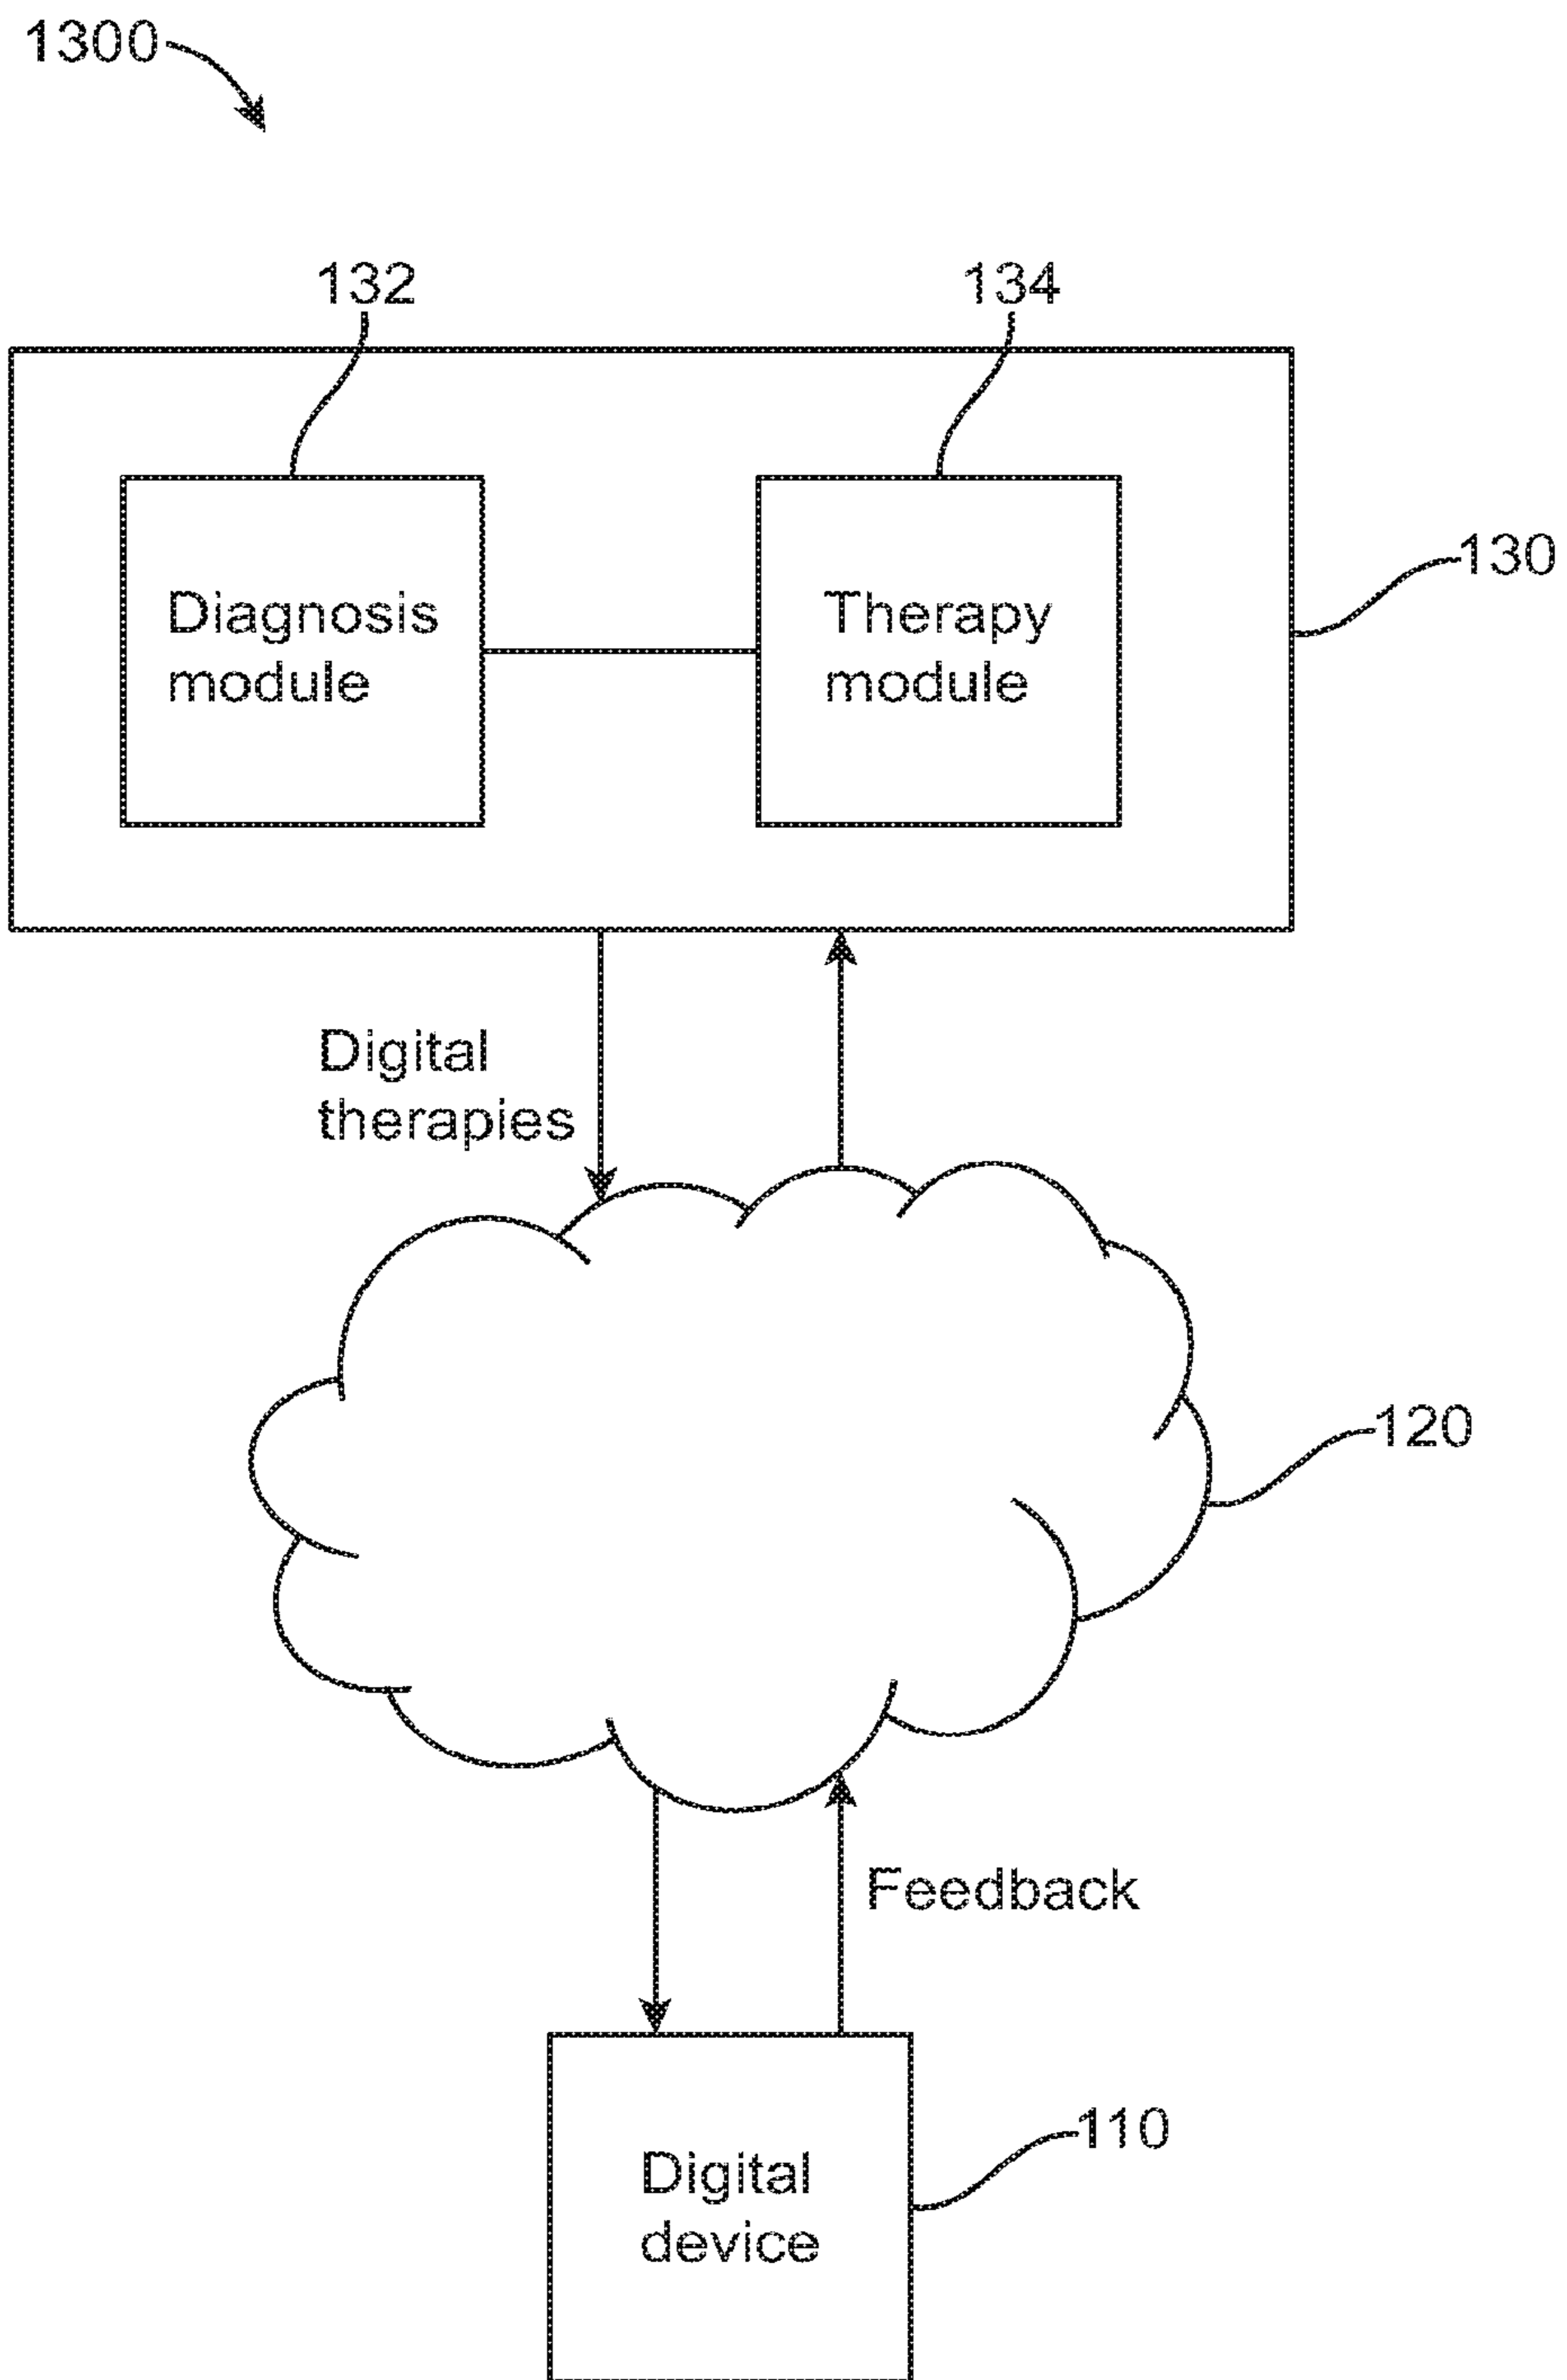 1300
132
134
Diagnosis
module
Therapy
module
130
Digital
therapies
120
Feedback
110
Digital
device